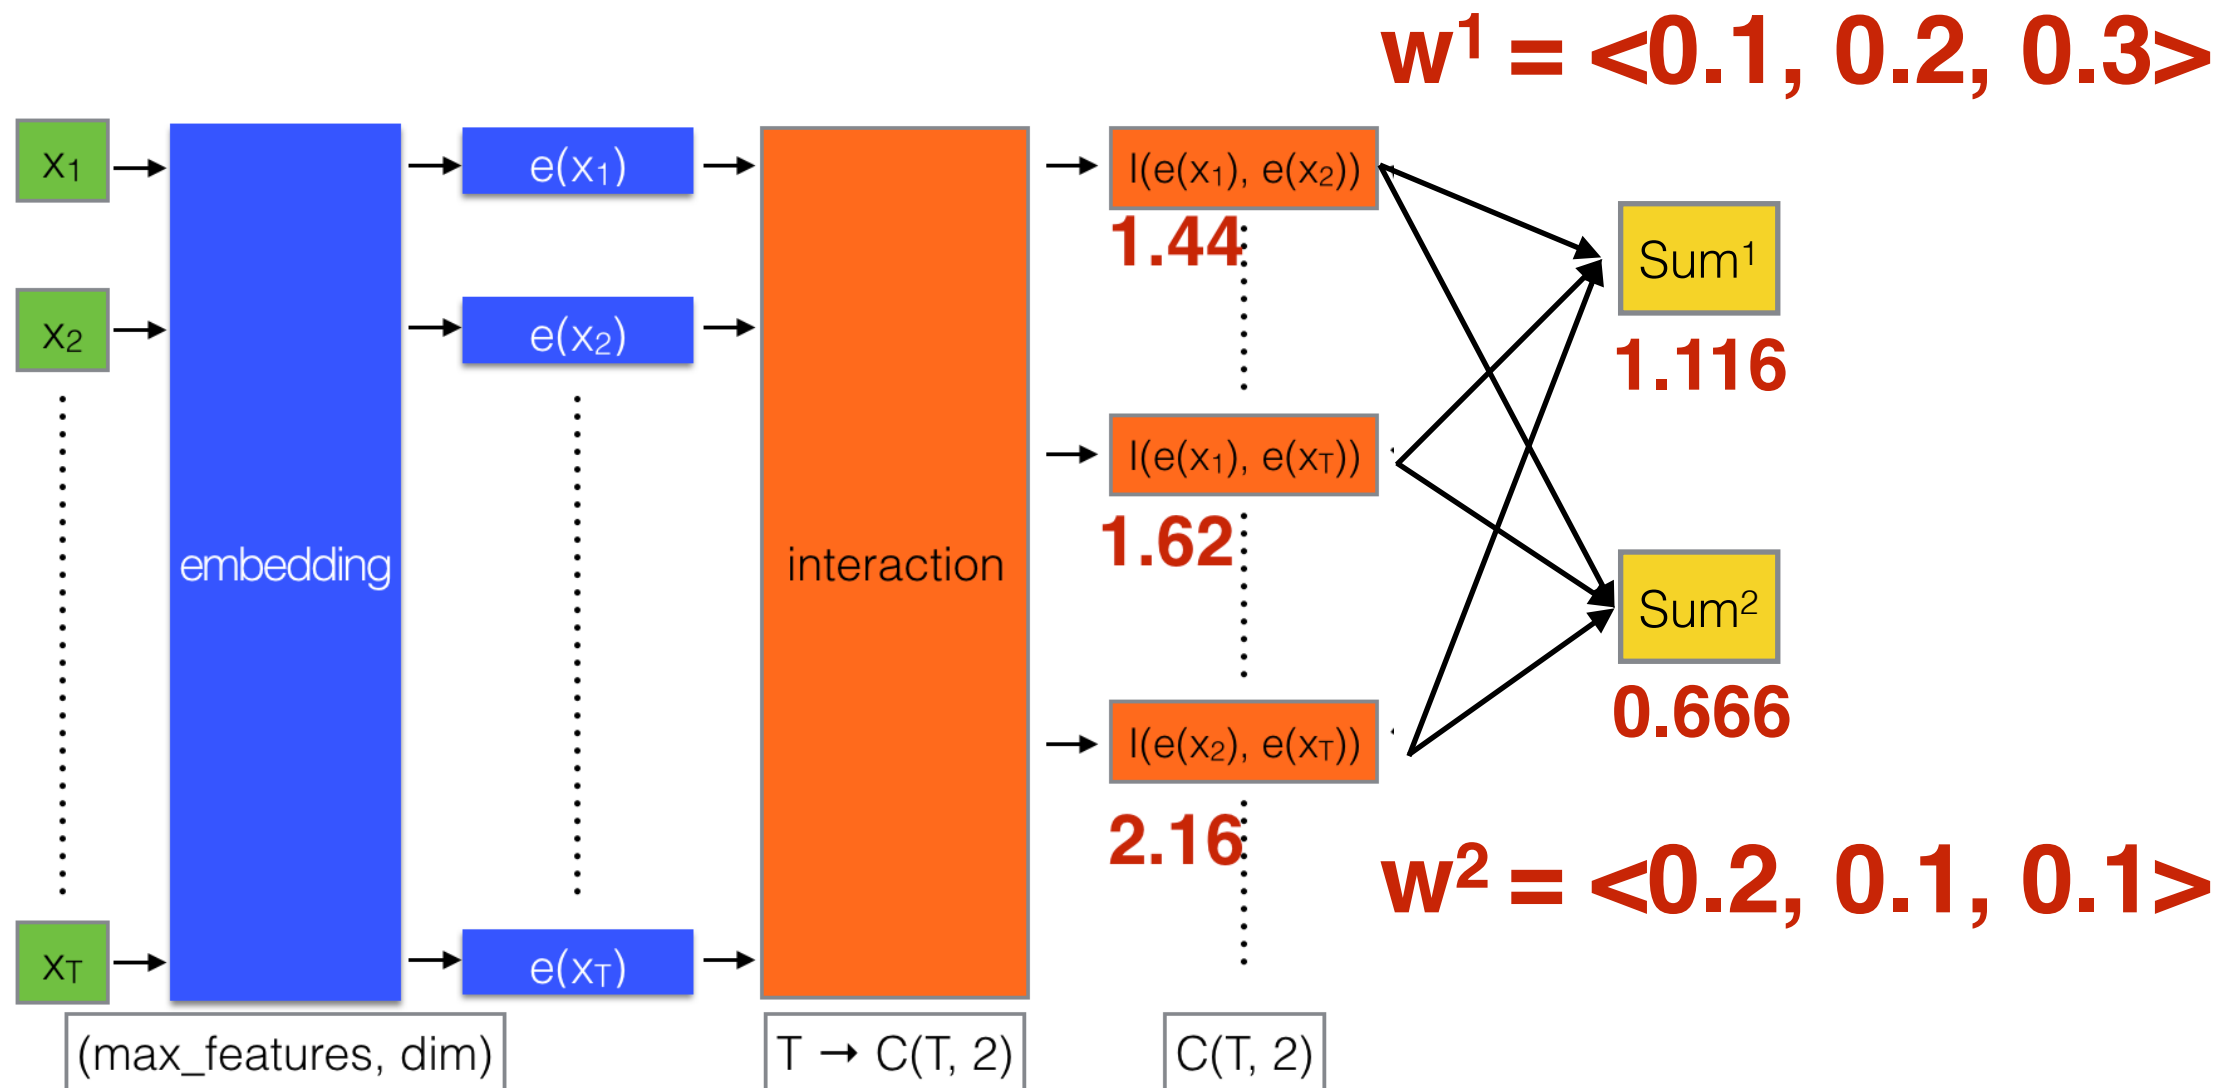 w¹ = <0.1, 0.2, 0.3>
x₁
e(x₁)
I(e(x₁), e(x₂))
1.44
Sum¹
1.116
x₂
e(x₂)
I(e(x₁), e(x_T))
1.62
embedding
interaction
Sum²
0.666
I(e(x₂), e(x_T))
2.16
w² = <0.2, 0.1, 0.1>
x_T
e(x_T)
(max_features, dim)
T → C(T, 2)
C(T, 2)